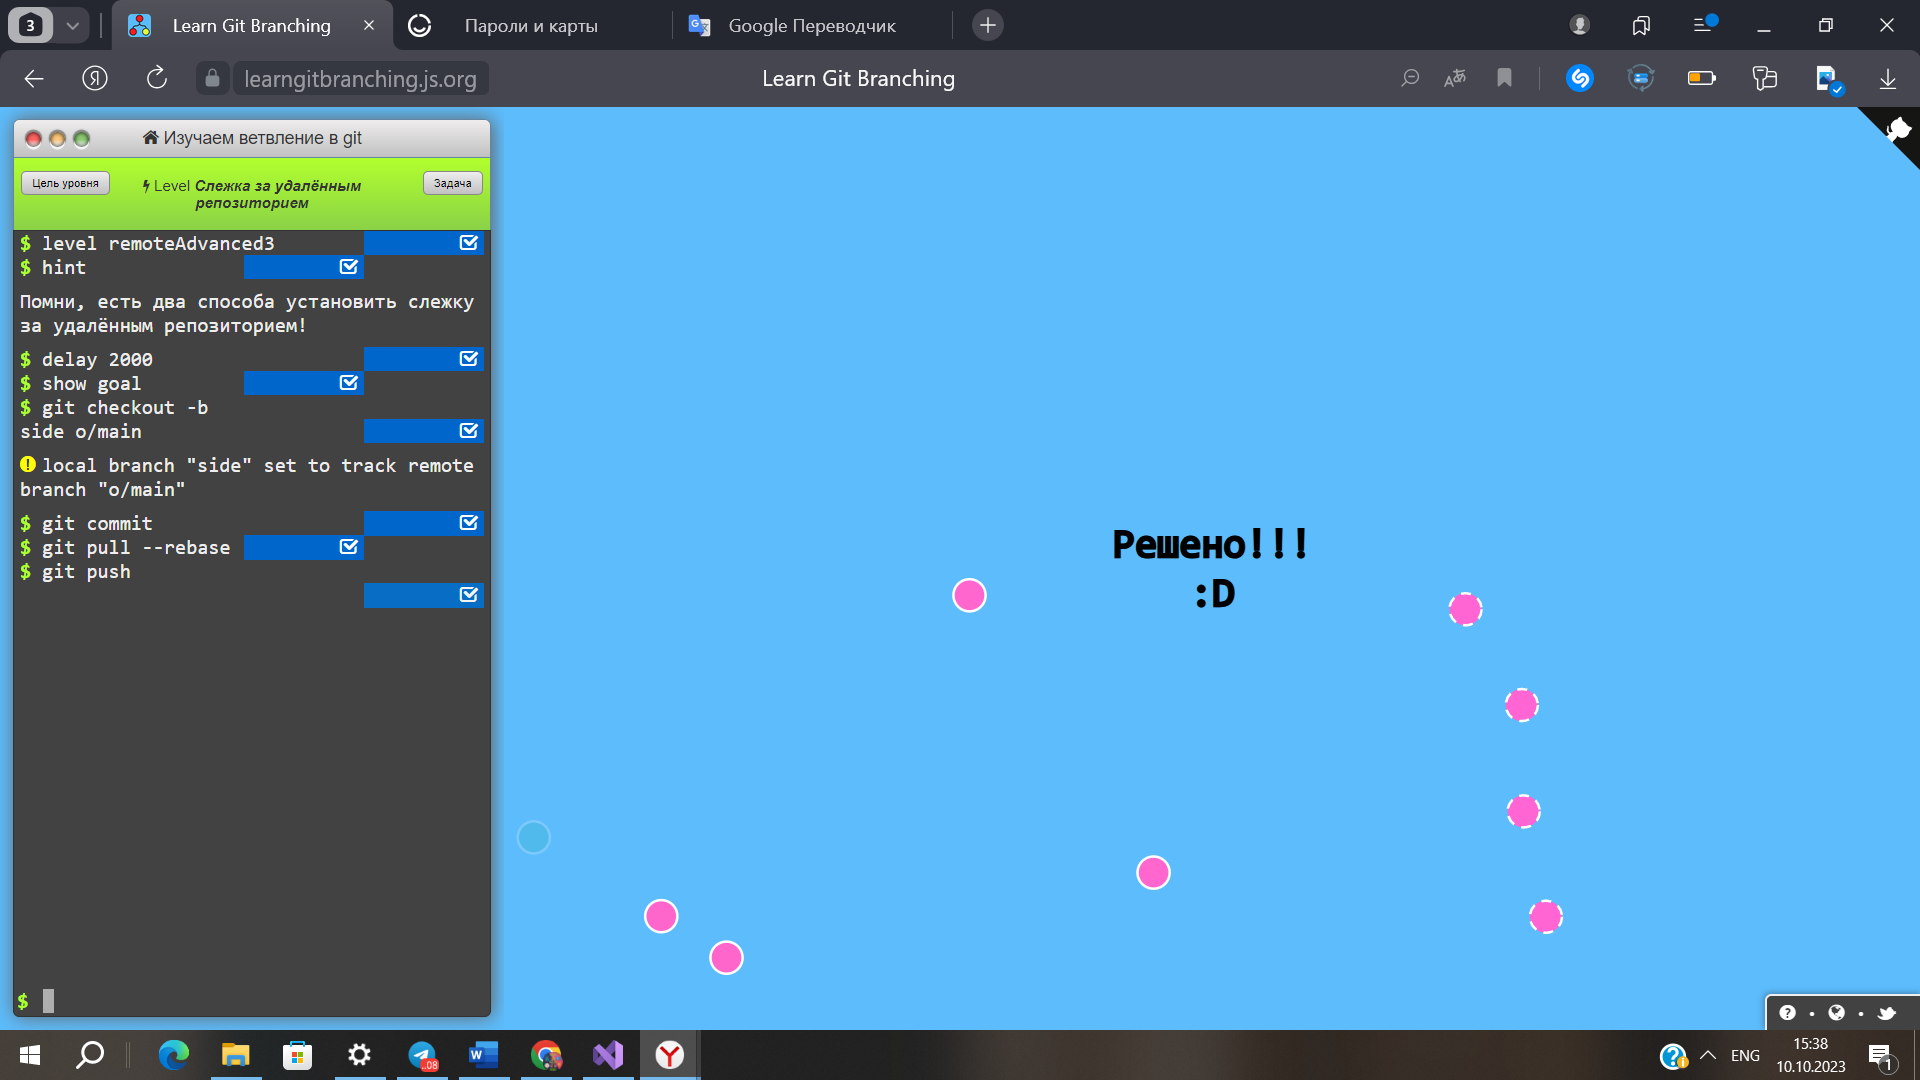 3
Learn Git Branching
Пароли и карты
Google Переводчик
learngitbranching.js.org
Learn Git Branching
Изучаем ветвление в git
Цель уровня
Level Слежка за удалённым
репозиторием
Задача
$ level remoteAdvanced3
$ hint
Помни, есть два способа установить слежку
за удалённым репозиторием!
$ delay 2000
$ show goal
$ git checkout -b
side o/main
local branch "side" set to track remote
branch "o/main"
$ git commit
$ git pull --rebase
$ git push
$
Решено!!!
:D
..08
ENG
15:38
10.10.2023
1